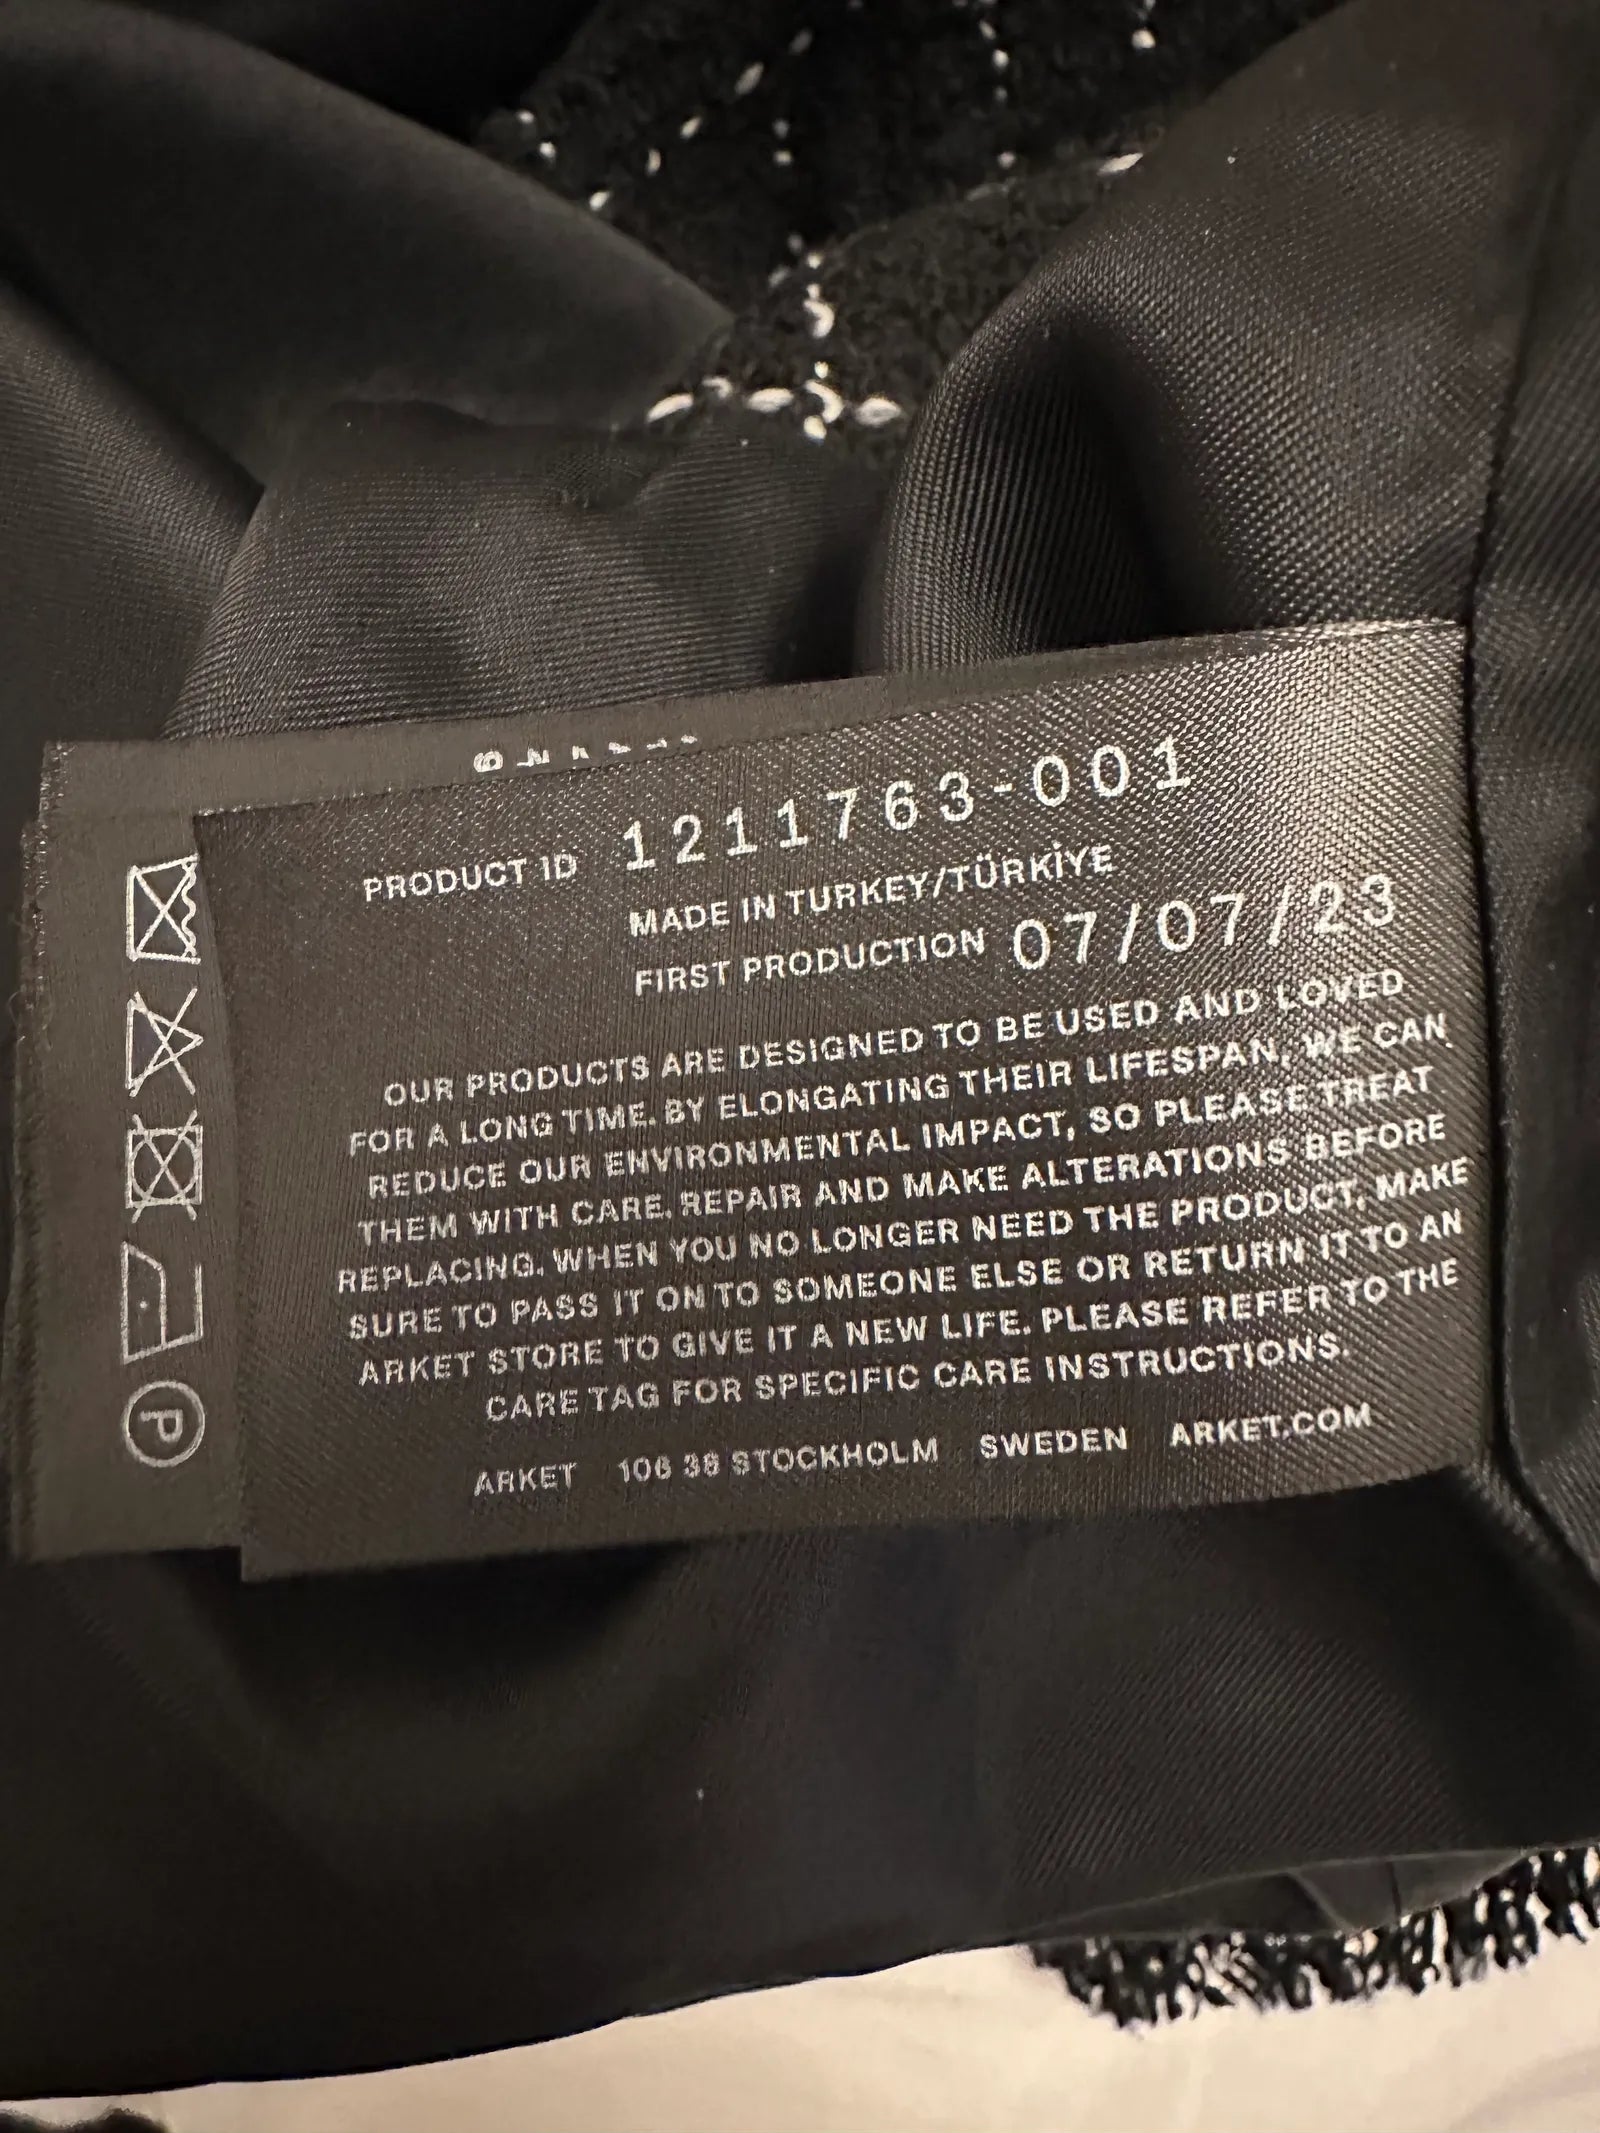 PRODUCT ID 1211763-001
MADE IN TURKEY/TÜRKİYE
FIRST PRODUCTION 07/07/23
OUR PRODUCTS ARE DESIGNED TO BE USED AND LOVED
FOR A LONG TIME. BY ELONGATING THEIR LIFESPAN, WE CAN
REDUCE OUR ENVIRONMENTAL IMPACT, SO PLEASE TREAT
THEM WITH CARE. REPAIR AND MAKE ALTERATIONS BEFORE
REPLACING. WHEN YOU NO LONGER NEED THE PRODUCT, MAKE
SURE TO PASS IT ON TO SOMEONE ELSE OR RETURN IT TO AN
ARKET STORE TO GIVE IT A NEW LIFE. PLEASE REFER TO THE
CARE TAG FOR SPECIFIC CARE INSTRUCTIONS.
ARKET 106 38 STOCKHOLM SWEDEN ARKET.COM
P